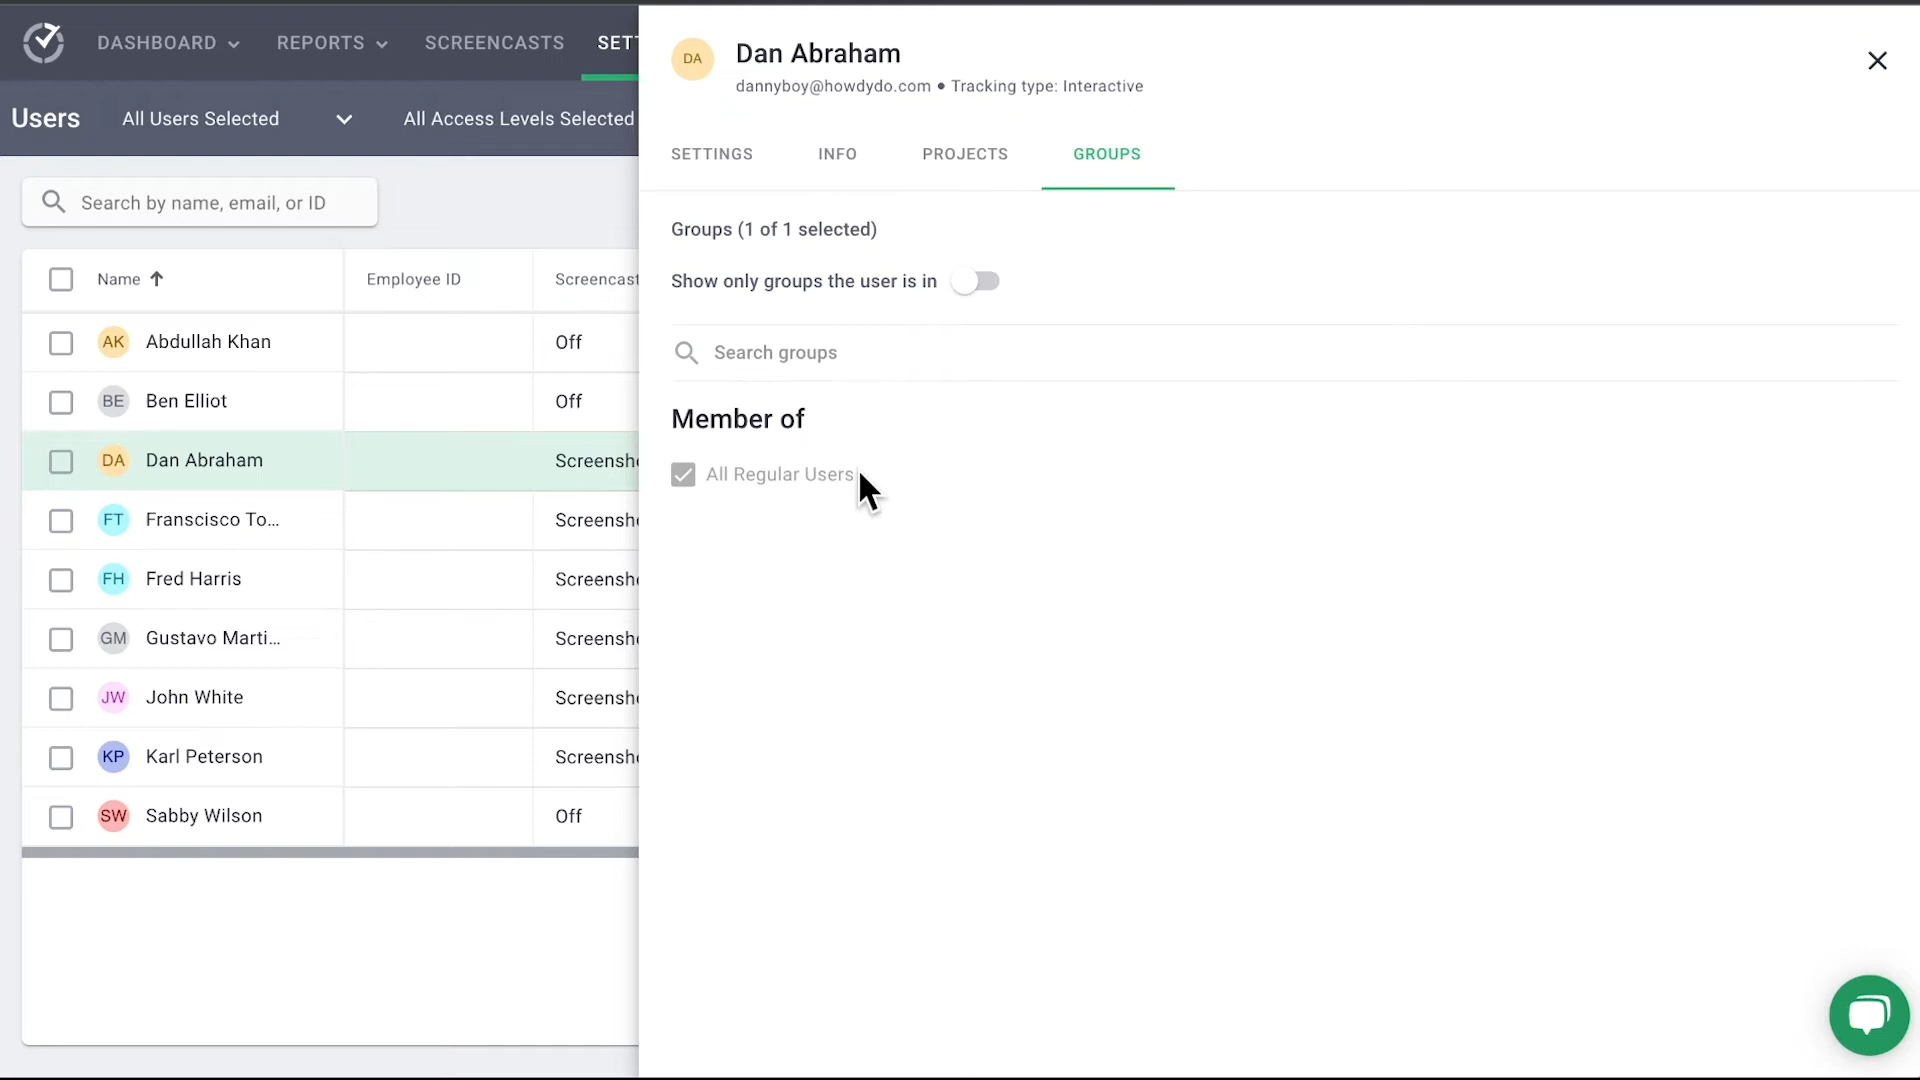 DASHBOARD
REPORTS
SCREENCASTS
SETT
Users
All Users Selected
All Access Levels Selected
Search by name, email, or ID
Name
Employee ID
Screencast
AK
Abdullah Khan
Off
BE
Ben Elliot
Off
DA
Dan Abraham
Screensh
FT
Franscisco To...
Screensh
FH
Fred Harris
Screensh
GM
Gustavo Marti...
Screensh
JW
John White
Screensh
KP
Karl Peterson
Screensh
SW
Sabby Wilson
Off
DA
Dan Abraham
dannyboy@howdydo.com • Tracking type: Interactive
SETTINGS
INFO
PROJECTS
GROUPS
Groups (1 of 1 selected)
Show only groups the user is in
Search groups
Member of
All Regular Users